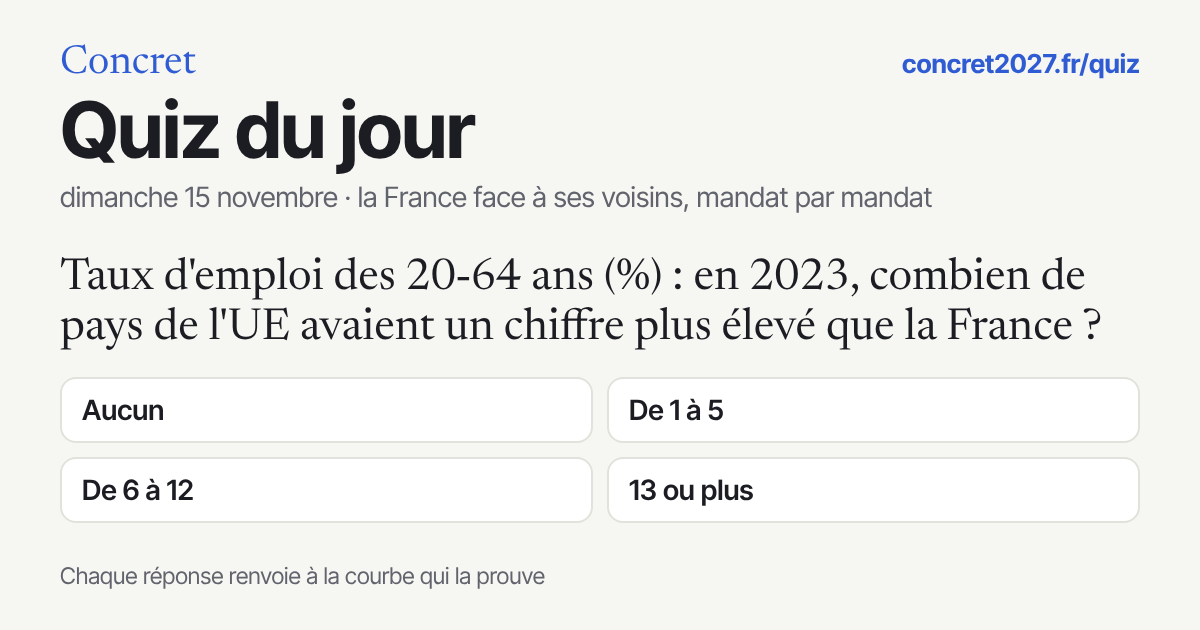 Concret
concret2027.fr/quiz
Quiz du jour
dimanche 15 novembre · la France face à ses voisins, mandat par mandat
Taux d'emploi des 20-64 ans (%) : en 2023, combien de
pays de l'UE avaient un chiffre plus élevé que la France ?
Aucun
De 1 à 5
De 6 à 12
13 ou plus
Chaque réponse renvoie à la courbe qui la prouve